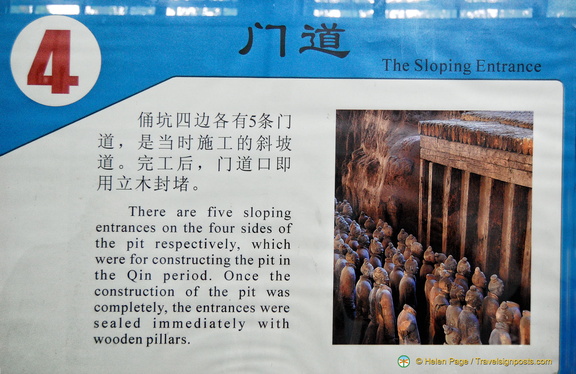 4
门道
The Sloping Entrance
俑坑四边各有5条门
道，是当时施工的斜坡
道。完工后，门道口即
用立木封堵。
There are five sloping
entrances on the four sides of
the pit respectively, which
were for constructing the pit in
the Qin period. Once the
construction of the pit was
completely, the entrances were
sealed immediately with
wooden pillars.
© Helen Page / Travelsignposts.com